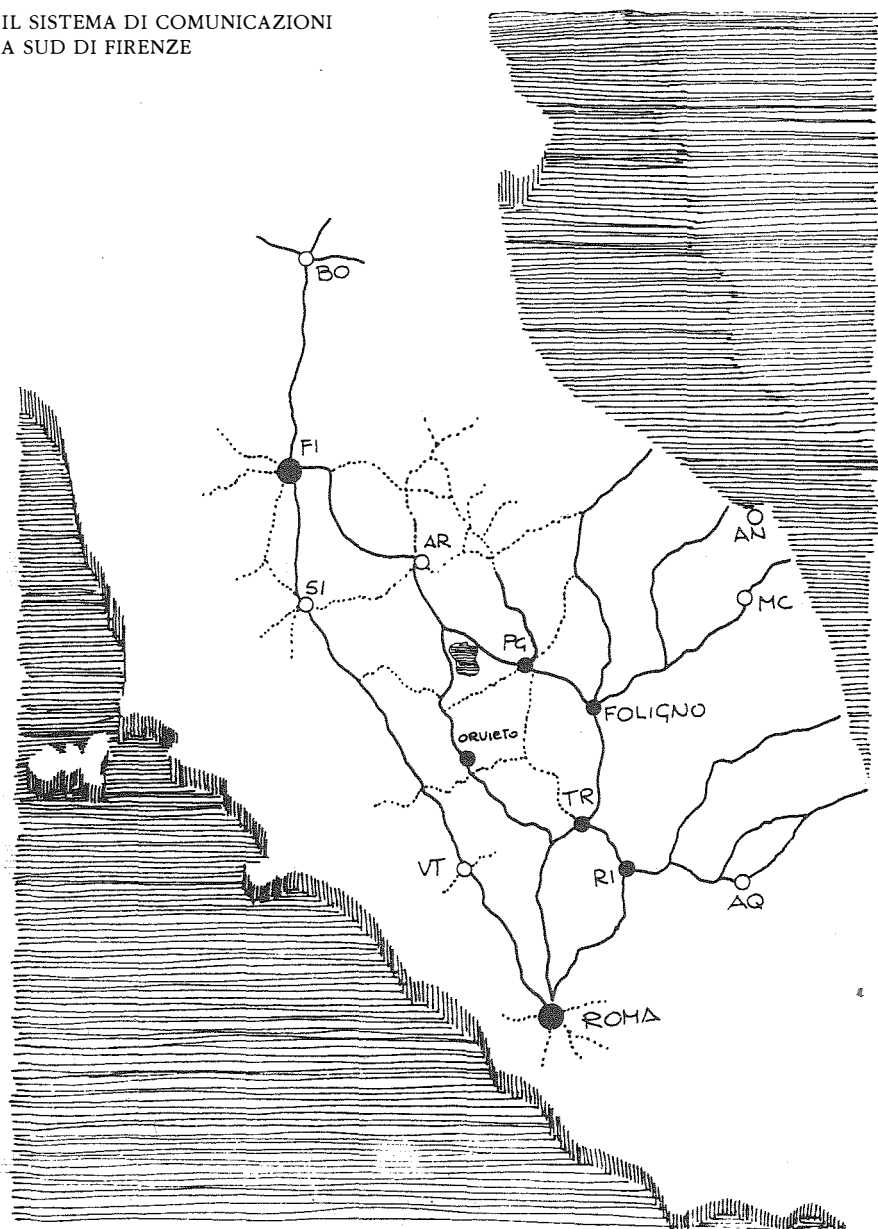 IL SISTEMA DI COMUNICAZIONI
A SUD DI FIRENZE
BO
FI
AR
AN
SI
MC
PG
FOLIGNO
ORVIETO
TR
VT
RI
AQ
ROMA